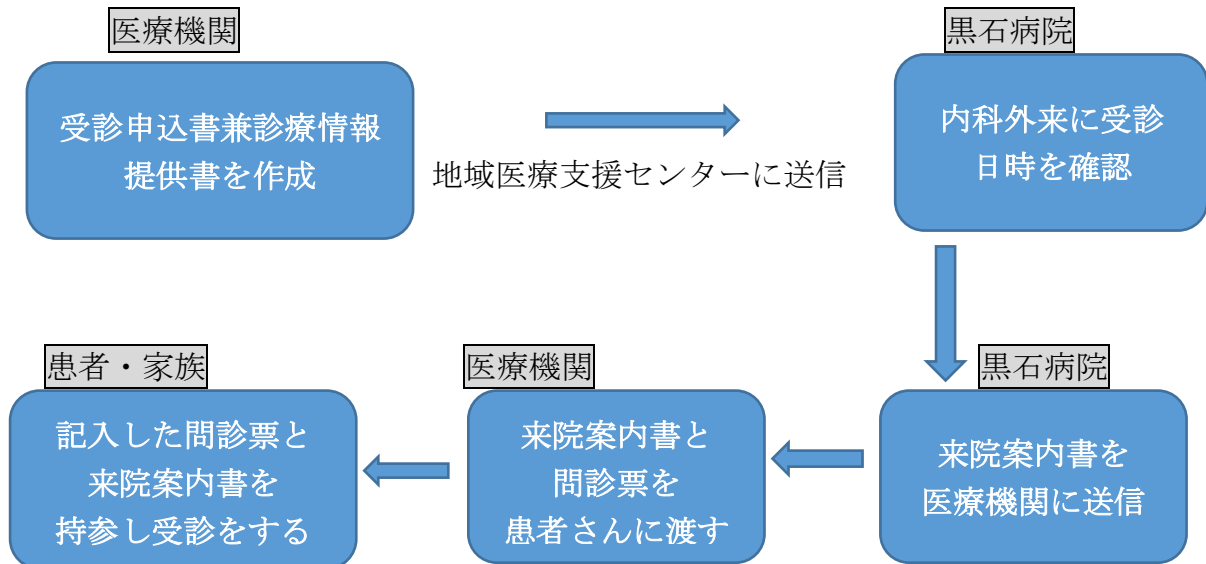 医療機関
受診申込書兼診療情報
提供書を作成
地域医療支援センターに送信
黒石病院
内科外来に受診
日時を確認
黒石病院
来院案内書を
医療機関に送信
医療機関
来院案内書と
問診票を
患者さんに渡す
患者・家族
記入した問診票と
来院案内書を
持参し受診をする